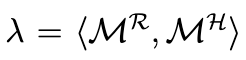 λ = ⟨ℳ^ℛ, ℳ^ℋ⟩